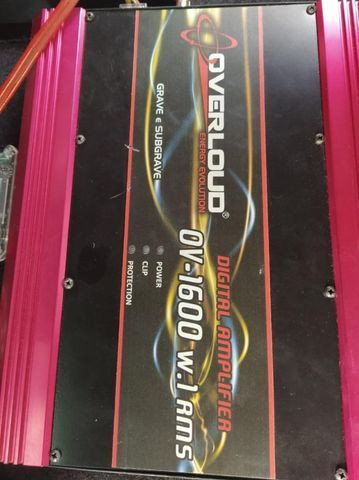 OVERLOUD®
ENERGY EVOLUTION
GRAVE e SUBGRAVE
DIGITAL AMPLIFIER
OV-1600 W.1 RMS
POWER
CLIP
PROTECTION